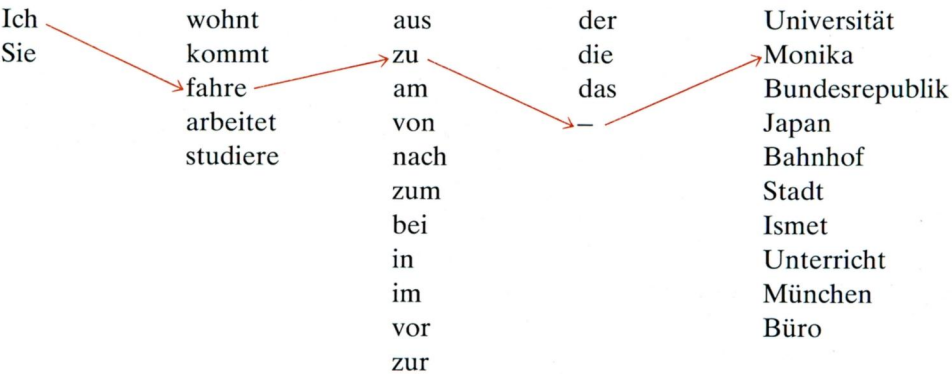 Ich wohnt aus der Universität
Sie kommt zu die Monika
fahre am das Bundesrepublik
arbeitet von – Japan
studiere nach Bahnhof
zum Stadt
bei Ismet
in Unterricht
im München
vor Büro
zur